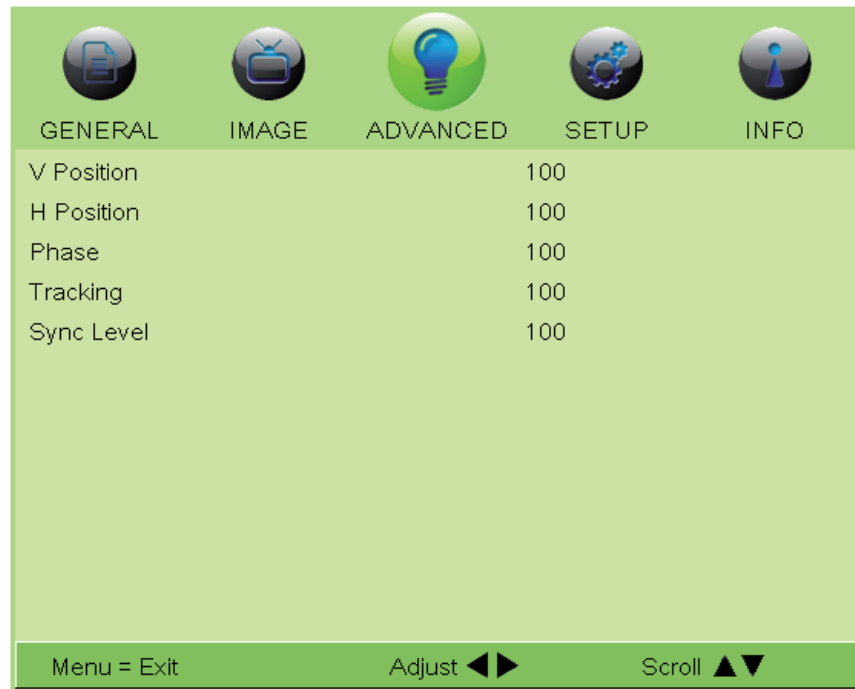 GENERAL IMAGE ADVANCED SETUP INFO
V Position 100
H Position 100
Phase 100
Tracking 100
Sync Level 100
Menu = Exit Adjust ◀▶ Scroll ▲▼